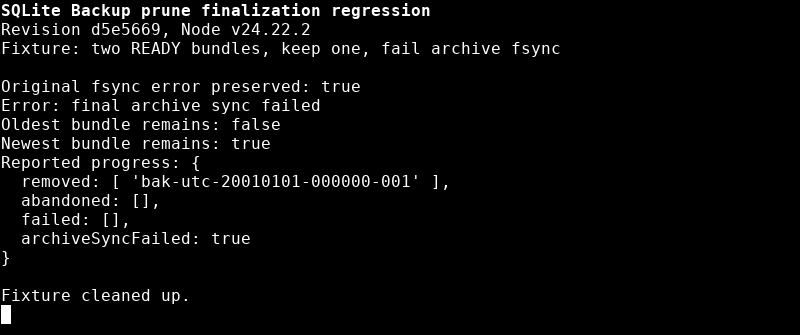 SQLite Backup prune finalization regression
Revision d5e5669, Node v24.22.2
Fixture: two READY bundles, keep one, fail archive fsync
Original fsync error preserved: true
Error: final archive sync failed
Oldest bundle remains: false
Newest bundle remains: true
Reported progress: {
  removed: [ 'bak-utc-20010101-000000-001' ],
  abandoned: [],
  failed: [],
  archiveSyncFailed: true
}
Fixture cleaned up.